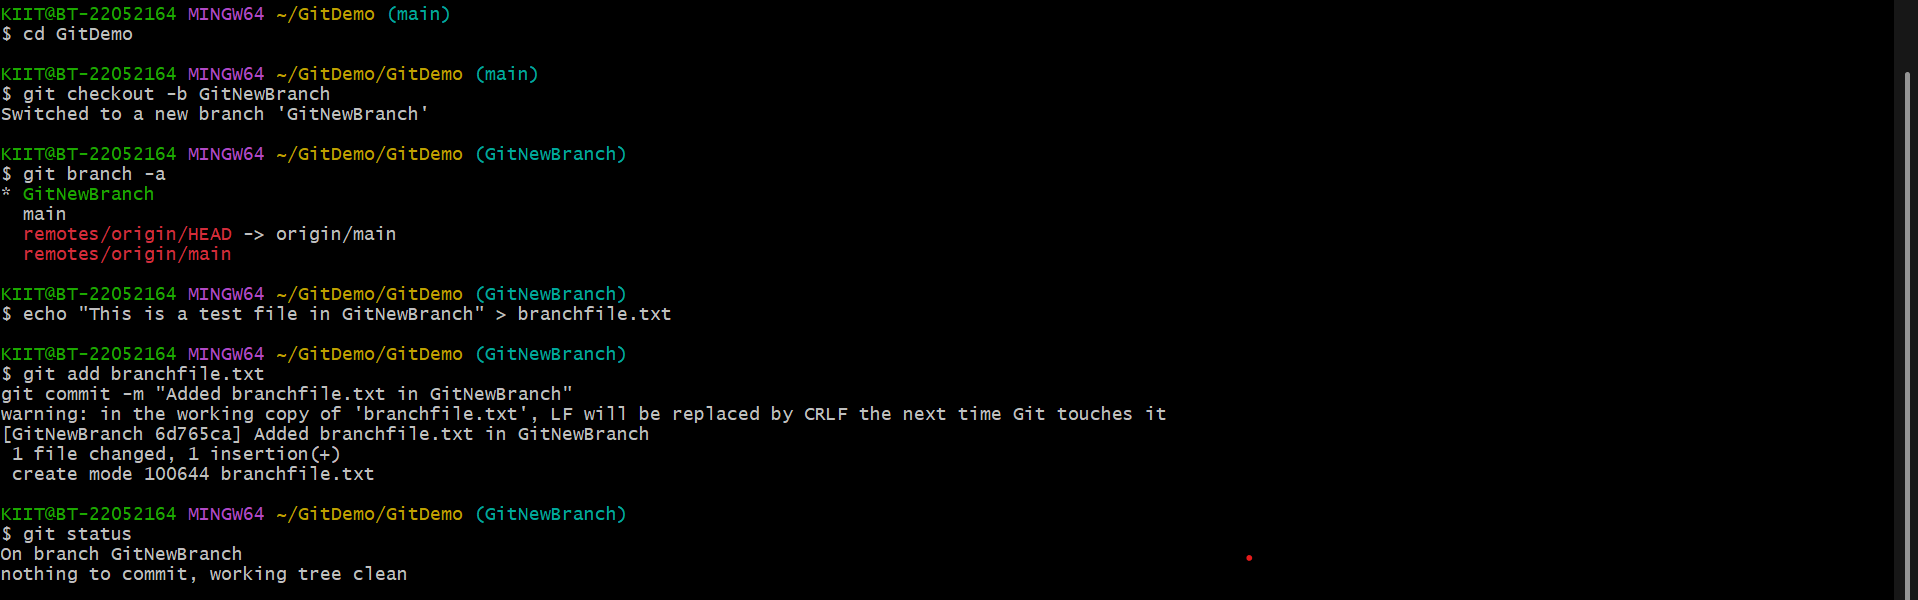 KIIT@BT-22052164 MINGW64 ~/GitDemo (main)
$ cd GitDemo
KIIT@BT-22052164 MINGW64 ~/GitDemo/GitDemo (main)
$ git checkout -b GitNewBranch
Switched to a new branch 'GitNewBranch'
KIIT@BT-22052164 MINGW64 ~/GitDemo/GitDemo (GitNewBranch)
$ git branch -a
* GitNewBranch
  main
  remotes/origin/HEAD -> origin/main
  remotes/origin/main
KIIT@BT-22052164 MINGW64 ~/GitDemo/GitDemo (GitNewBranch)
$ echo "This is a test file in GitNewBranch" > branchfile.txt
KIIT@BT-22052164 MINGW64 ~/GitDemo/GitDemo (GitNewBranch)
$ git add branchfile.txt
git commit -m "Added branchfile.txt in GitNewBranch"
warning: in the working copy of 'branchfile.txt', LF will be replaced by CRLF the next time Git touches it
[GitNewBranch 6d765ca] Added branchfile.txt in GitNewBranch
 1 file changed, 1 insertion(+)
 create mode 100644 branchfile.txt
KIIT@BT-22052164 MINGW64 ~/GitDemo/GitDemo (GitNewBranch)
$ git status
On branch GitNewBranch
nothing to commit, working tree clean